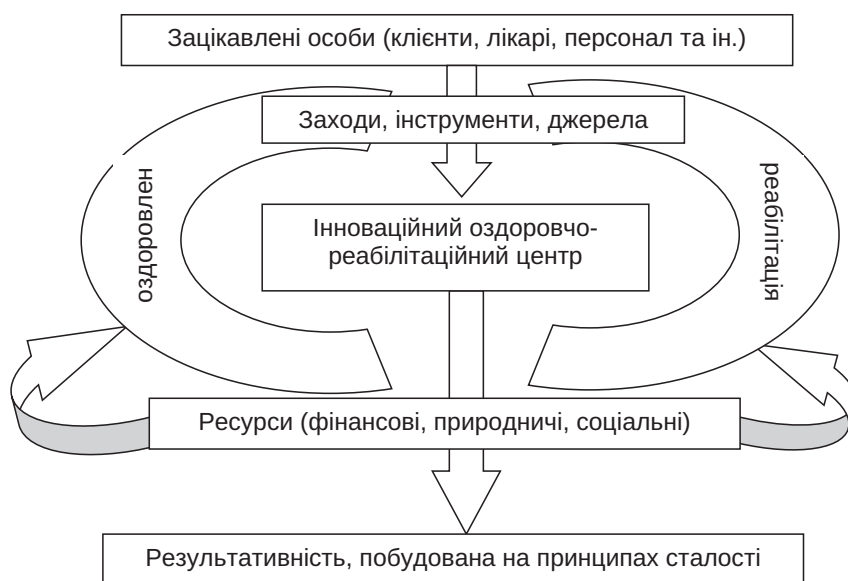 Зацікавлені особи (клієнти, лікарі, персонал та ін.)
Заходи, інструменти, джерела
оздоровлен
реабілітація
Інноваційний оздоровчо-
реабілітаційний центр
Ресурси (фінансові, природничі, соціальні)
Результативність, побудована на принципах сталості